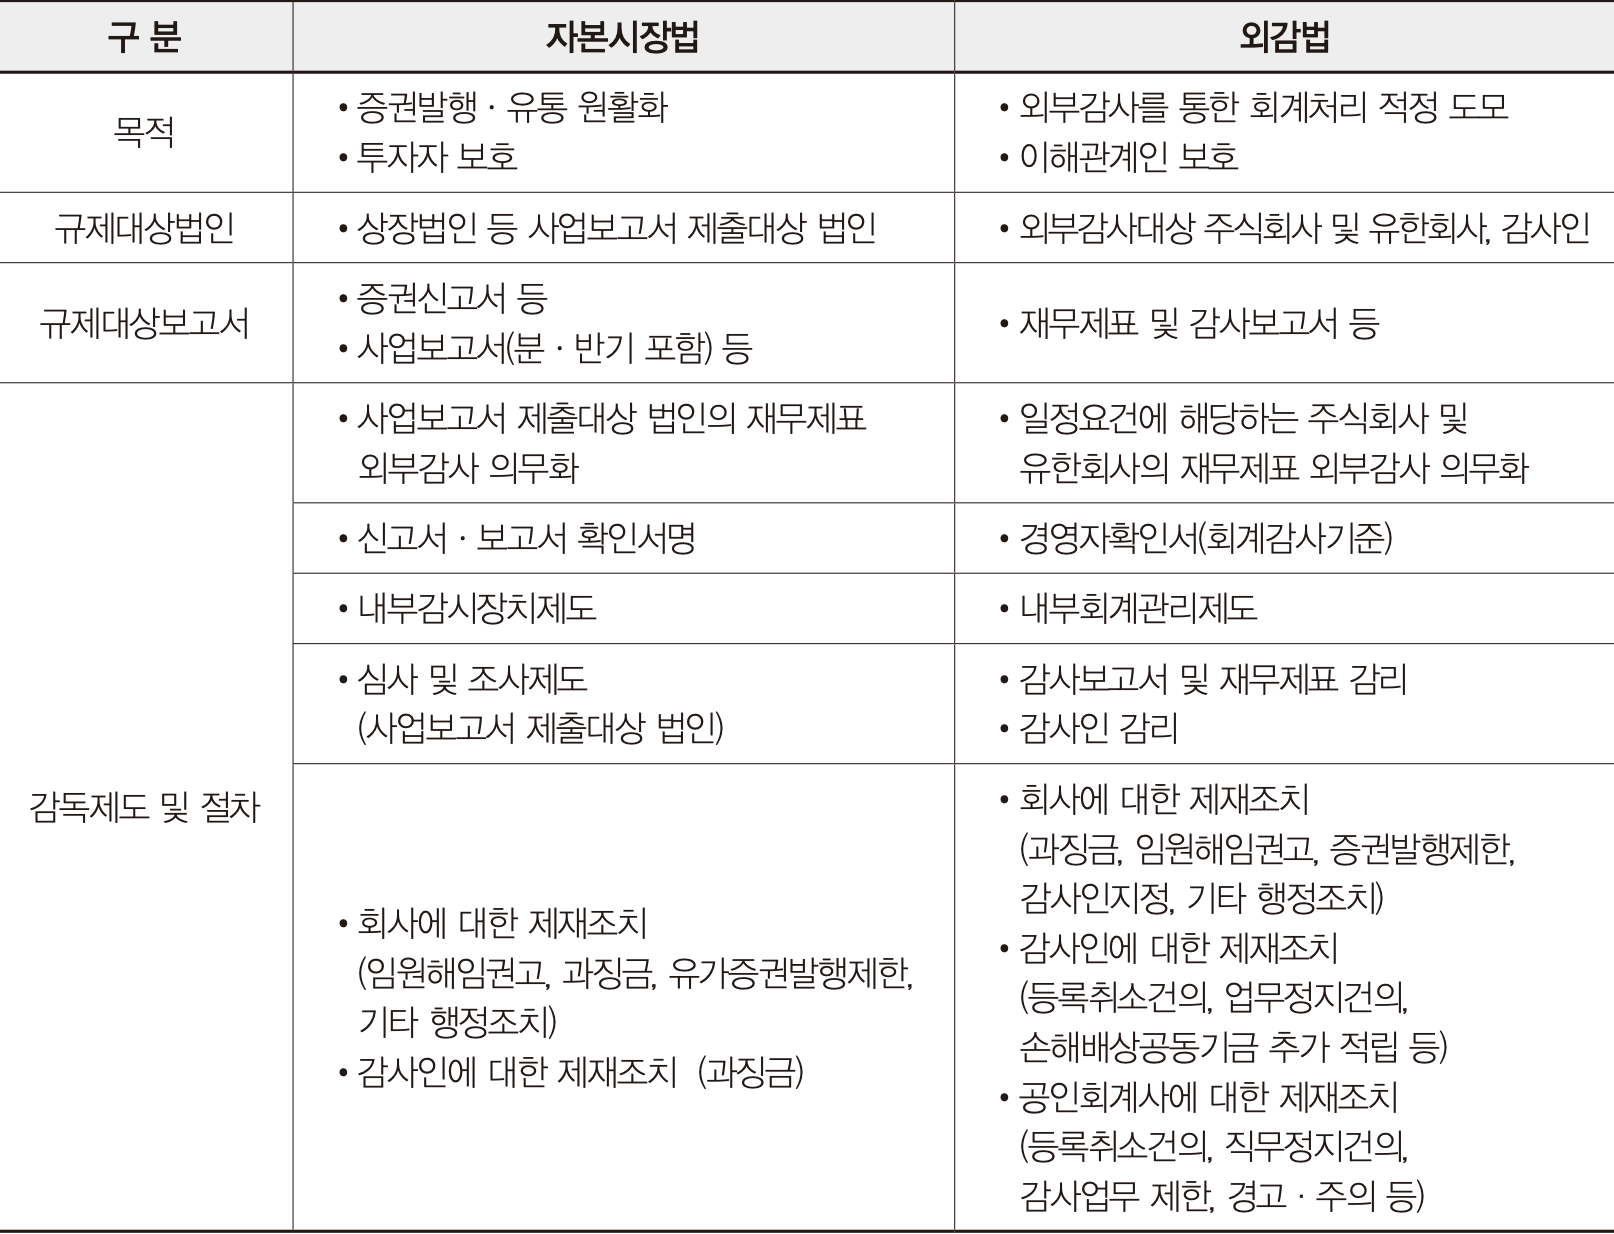 구 분
자본시장법
외감법
목적
• 증권발행 · 유통 원활화
• 투자자 보호
• 외부감사를 통한 회계처리 적정 도모
• 이해관계인 보호
규제대상법인
• 상장법인 등 사업보고서 제출대상 법인
• 외부감사대상 주식회사 및 유한회사, 감사인
규제대상보고서
• 증권신고서 등
• 사업보고서(분 · 반기 포함) 등
• 재무제표 및 감사보고서 등
감독제도 및 절차
• 사업보고서 제출대상 법인의 재무제표
외부감사 의무화
• 일정요건에 해당하는 주식회사 및
유한회사의 재무제표 외부감사 의무화
• 신고서 · 보고서 확인서명
• 경영자확인서(회계감사기준)
• 내부감시장치제도
• 내부회계관리제도
• 심사 및 조사제도
(사업보고서 제출대상 법인)
• 감사보고서 및 재무제표 감리
• 감사인 감리
• 회사에 대한 제재조치
(임원해임권고, 과징금, 유가증권발행제한,
기타 행정조치)
• 감사인에 대한 제재조치 (과징금)
• 회사에 대한 제재조치
(과징금, 임원해임권고, 증권발행제한,
감사인지정, 기타 행정조치)
• 감사인에 대한 제재조치
(등록취소건의, 업무정지건의,
손해배상공동기금 추가 적립 등)
• 공인회계사에 대한 제재조치
(등록취소건의, 직무정지건의,
감사업무 제한, 경고 · 주의 등)